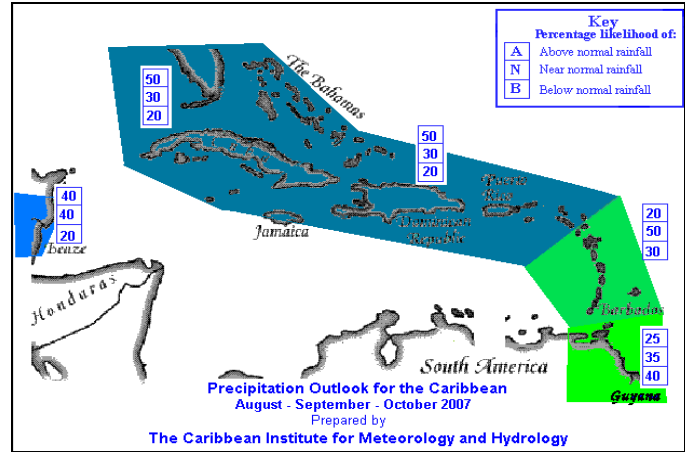 Key
Percentage likelihood of:
A Above normal rainfall
N Near normal rainfall
B Below normal rainfall
The Bahamas
50
30
20
50
30
20
40
40
20
Jamaica
Dominican
Republic
Puerto
Rico
20
50
30
Honduras
Barbados
25
35
40
South America
Guyana
Precipitation Outlook for the Caribbean
August - September - October 2007
Prepared by
The Caribbean Institute for Meteorology and Hydrology